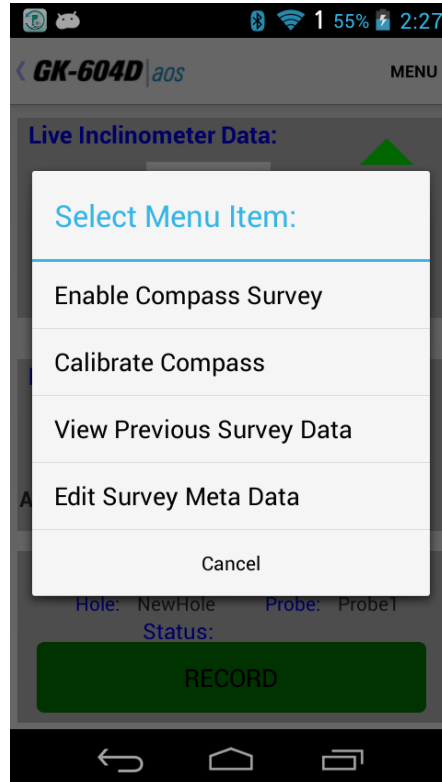 1 55% 2:27
GK-604D|aos MENU
Live Inclinometer Data:
Select Menu Item:
Enable Compass Survey
Calibrate Compass
View Previous Survey Data
Edit Survey Meta Data
Cancel
A
Hole: NewHole Probe: Probe1
Status:
RECORD